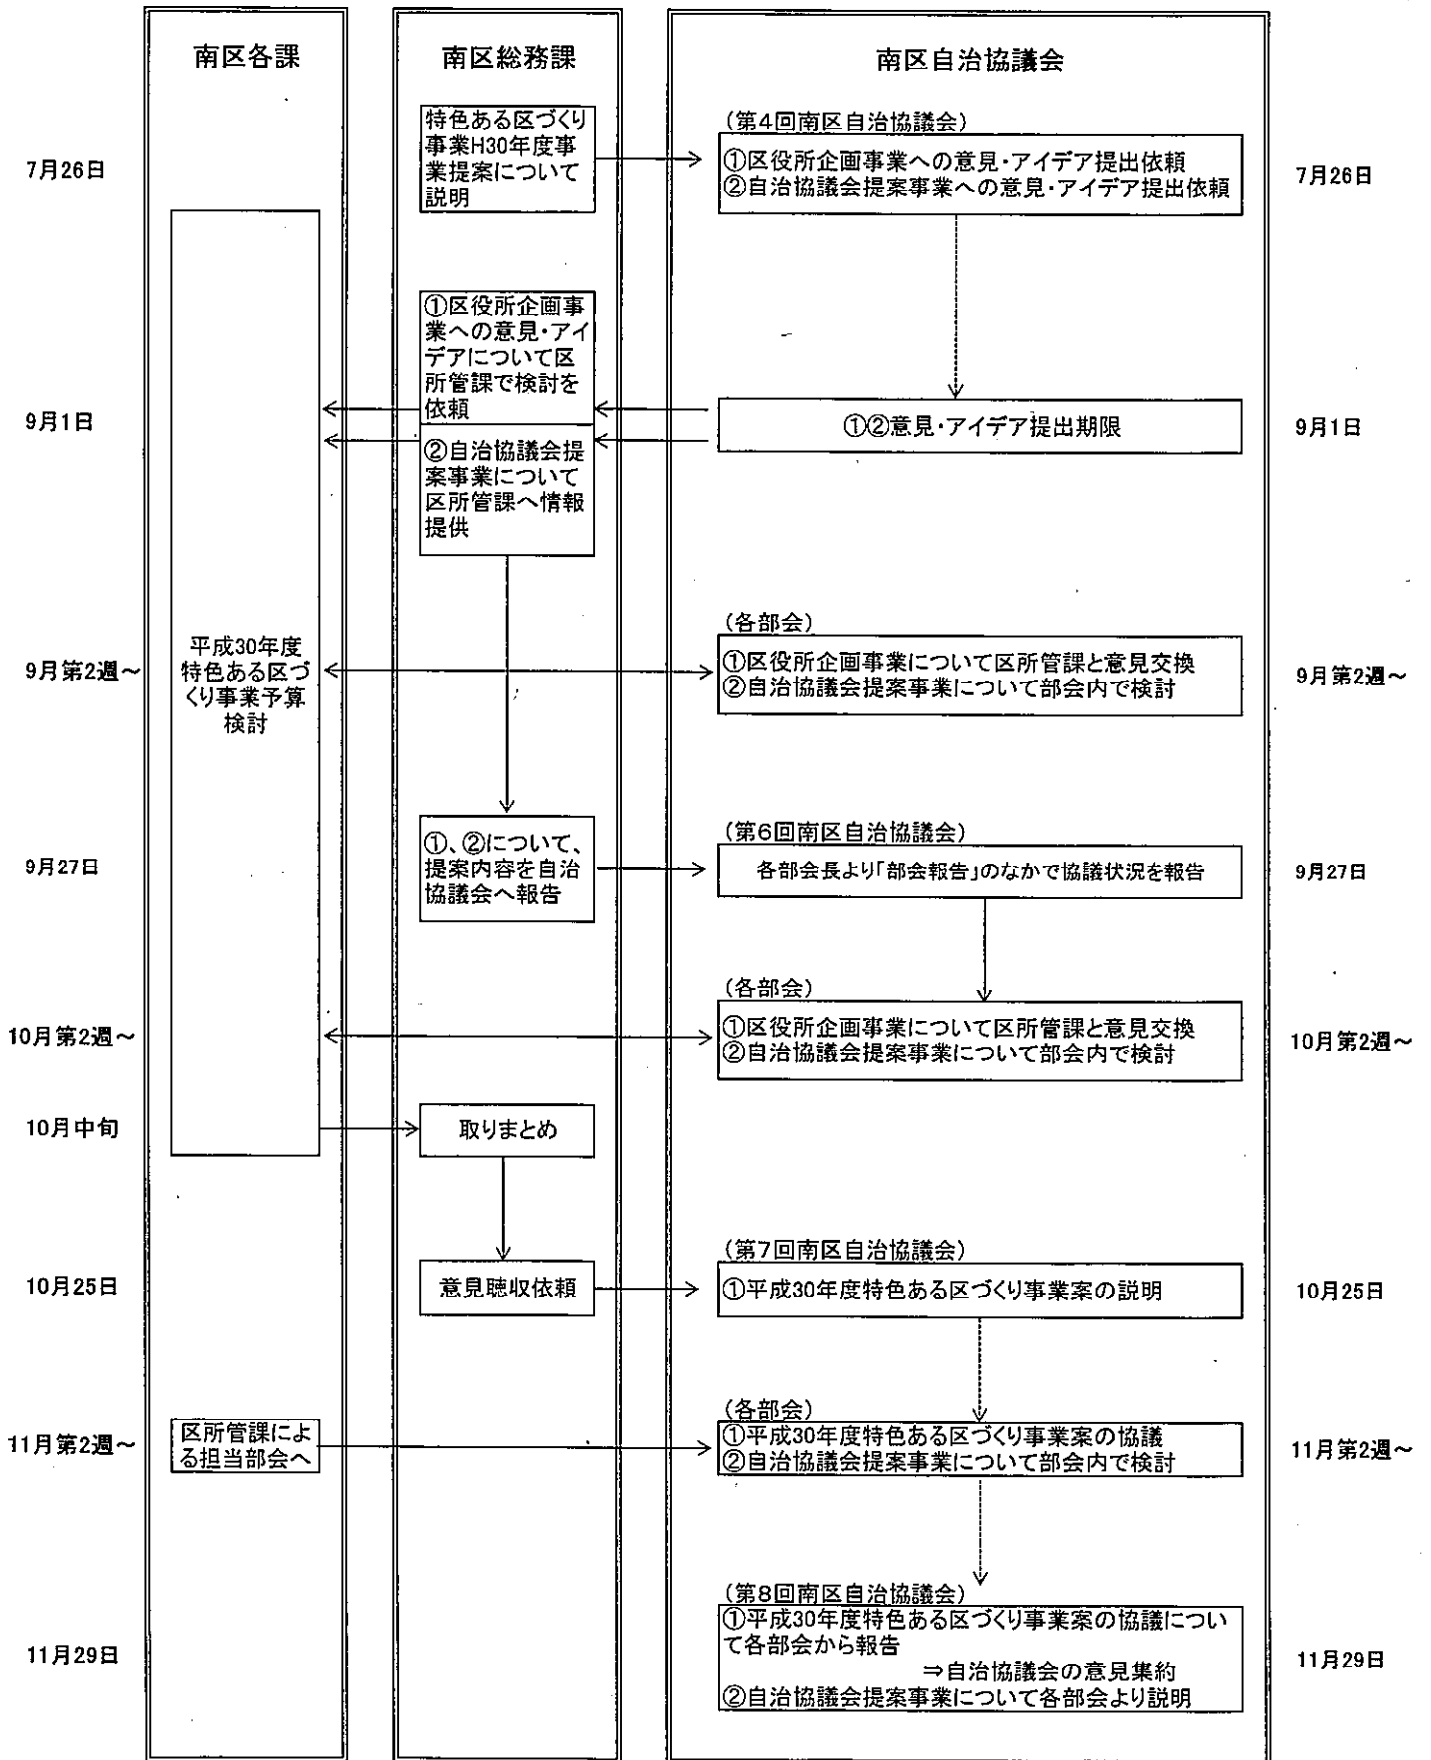 南区各課
南区総務課
南区自治協議会
7月26日
特色ある区づくり
事業H30年度事
業提案について
説明
(第4回南区自治協議会)
①区役所企画事業への意見・アイデア提出依頼
②自治協議会提案事業への意見・アイデア提出依頼
7月26日
9月1日
①区役所企画事
業への意見・アイ
デアについて区
所管課で検討を
依頼
②自治協議会提
案事業について
区所管課へ情報
提供
①②意見・アイデア提出期限
9月1日
9月第2週～
平成30年度
特色ある区づ
くり事業予算
検討
(各部会)
①区役所企画事業について区所管課と意見交換
②自治協議会提案事業について部会内で検討
9月第2週～
9月27日
①、②について、
提案内容を自治
協議会へ報告
(第6回南区自治協議会)
各部会長より「部会報告」のなかで協議状況を報告
9月27日
10月第2週～
(各部会)
①区役所企画事業について区所管課と意見交換
②自治協議会提案事業について部会内で検討
10月第2週～
10月中旬
取りまとめ
10月25日
意見聴収依頼
(第7回南区自治協議会)
①平成30年度特色ある区づくり事業案の説明
10月25日
11月第2週～
区所管課によ
る担当部会へ
(各部会)
①平成30年度特色ある区づくり事業案の協議
②自治協議会提案事業について部会内で検討
11月第2週～
11月29日
(第8回南区自治協議会)
①平成30年度特色ある区づくり事業案の協議につい
て各部会から報告
⇒自治協議会の意見集約
②自治協議会提案事業について各部会より説明
11月29日